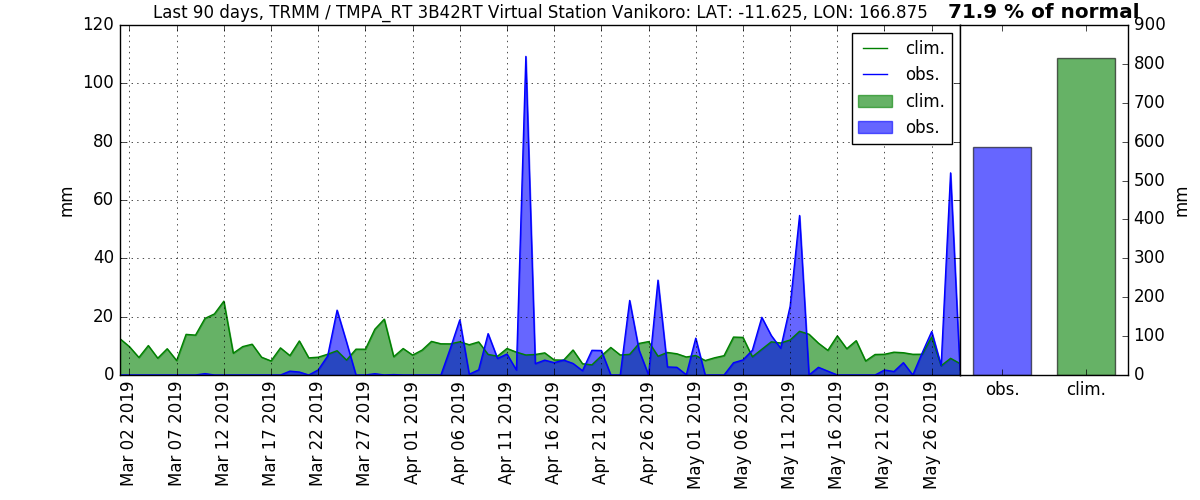 Last 90 days, TRMM / TMPA_RT 3B42RT Virtual Station Vanikoro: LAT: -11.625, LON: 166.875
71.9 % of normal
120
100
80
60
40
20
0
mm
clim.
obs.
clim.
obs.
Mar 02 2019
Mar 07 2019
Mar 12 2019
Mar 17 2019
Mar 22 2019
Mar 27 2019
Apr 01 2019
Apr 06 2019
Apr 11 2019
Apr 16 2019
Apr 21 2019
Apr 26 2019
May 01 2019
May 06 2019
May 11 2019
May 16 2019
May 21 2019
May 26 2019
900
800
700
600
500
400
300
200
100
0
mm
obs.
clim.